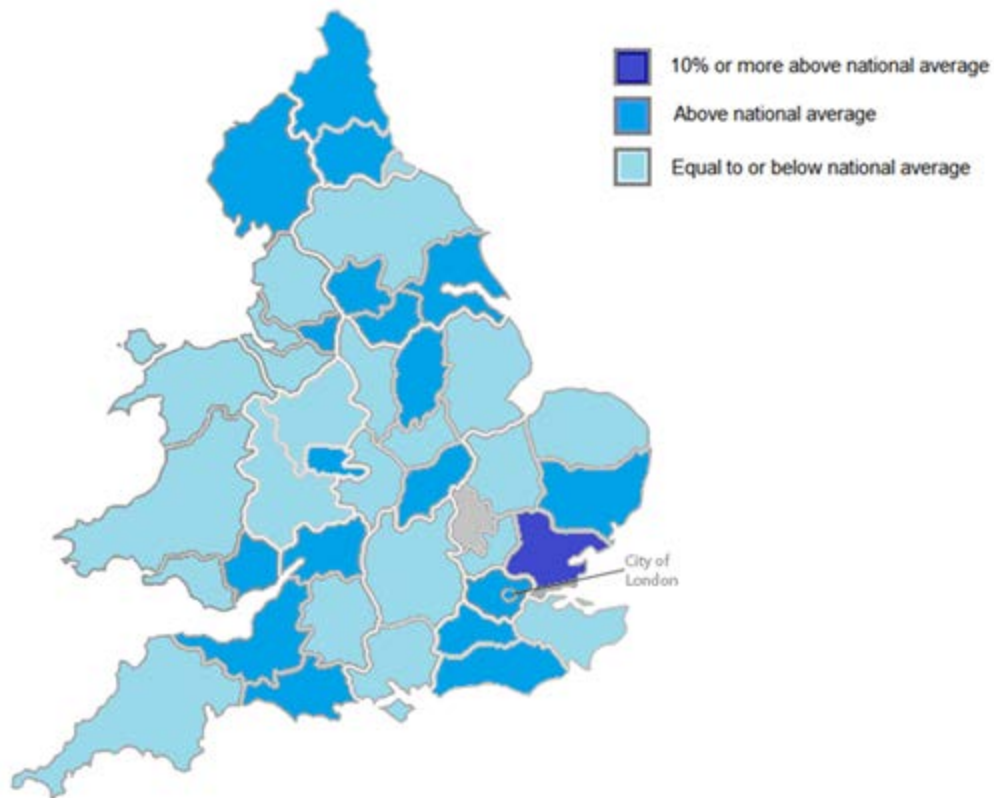 10% or more above national average
Above national average
Equal to or below national average
City of
London